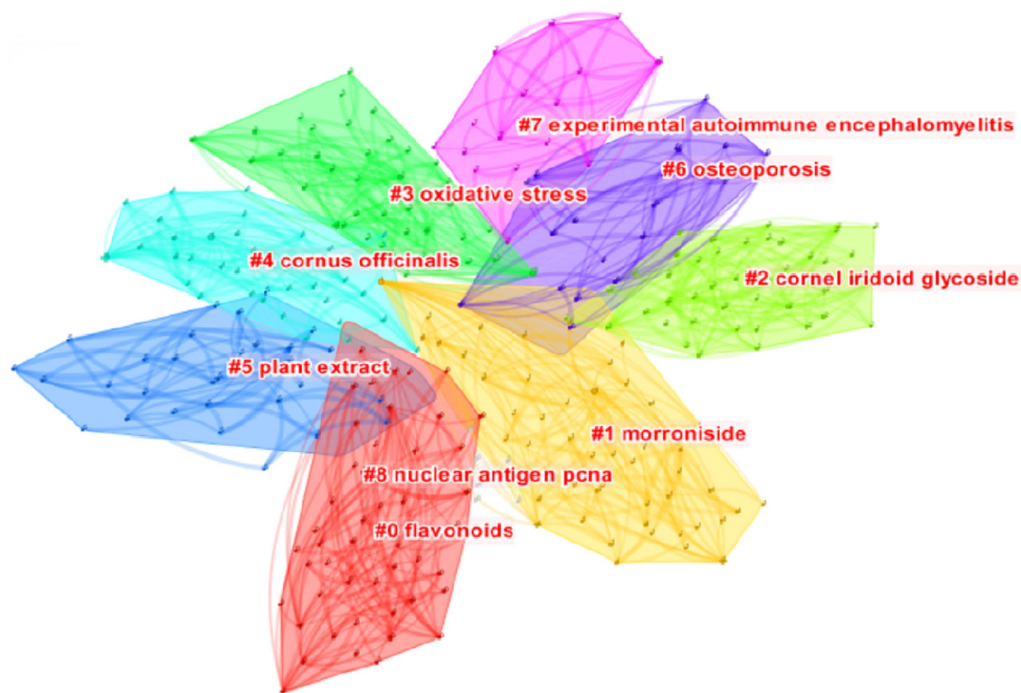 #7 experimental autoimmune encephalomyelitis
#6 osteoporosis
#3 oxidative stress
#4 cornus officinalis
#2 cornel iridoid glycoside
#5 plant extract
#1 morroniside
#8 nuclear antigen pcna
#0 flavonoids